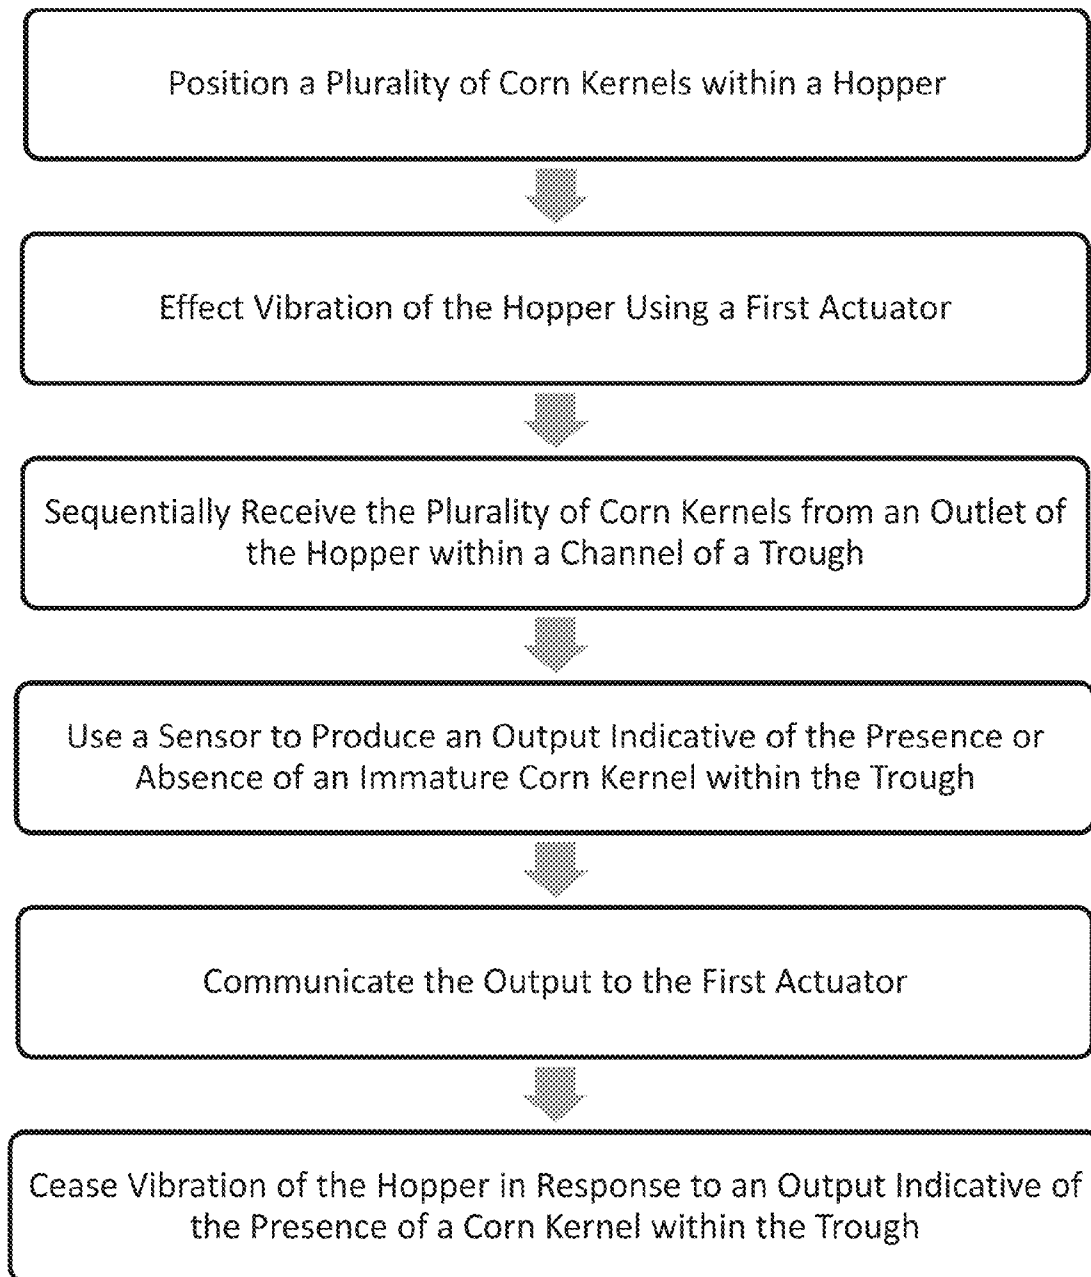 Position a Plurality of Corn Kernels within a Hopper
Effect Vibration of the Hopper Using a First Actuator
Sequentially Receive the Plurality of Corn Kernels from an Outlet of
the Hopper within a Channel of a Trough
Use a Sensor to Produce an Output Indicative of the Presence or
Absence of an Immature Corn Kernel within the Trough
Communicate the Output to the First Actuator
Cease Vibration of the Hopper in Response to an Output Indicative of
the Presence of a Corn Kernel within the Trough